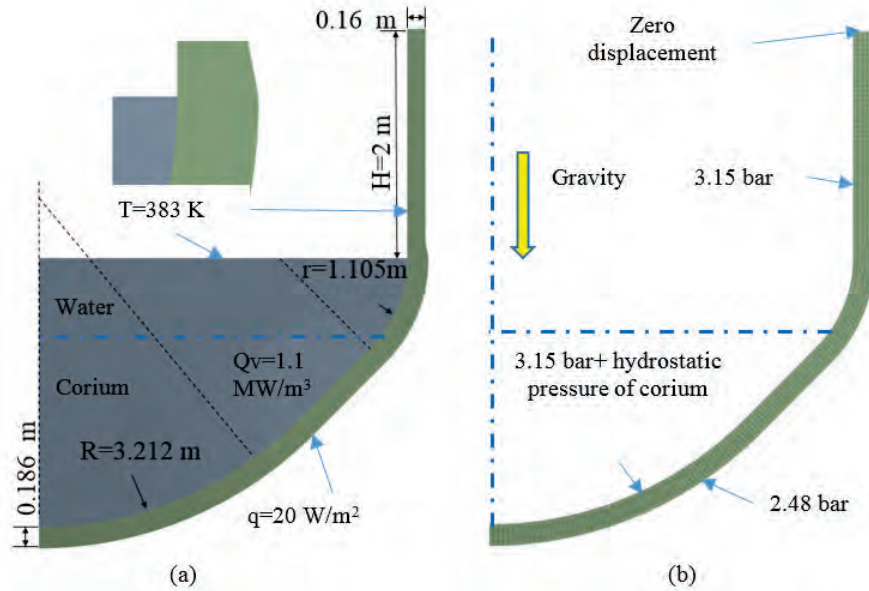 0.16 m
H=2 m
T=383 K
r=1.105m
Water
Qv=1.1
MW/m³
Corium
R=3.212 m
0.186 m
q=20 W/m²
(a)
Zero
displacement
Gravity
3.15 bar
3.15 bar+ hydrostatic
pressure of corium
2.48 bar
(b)